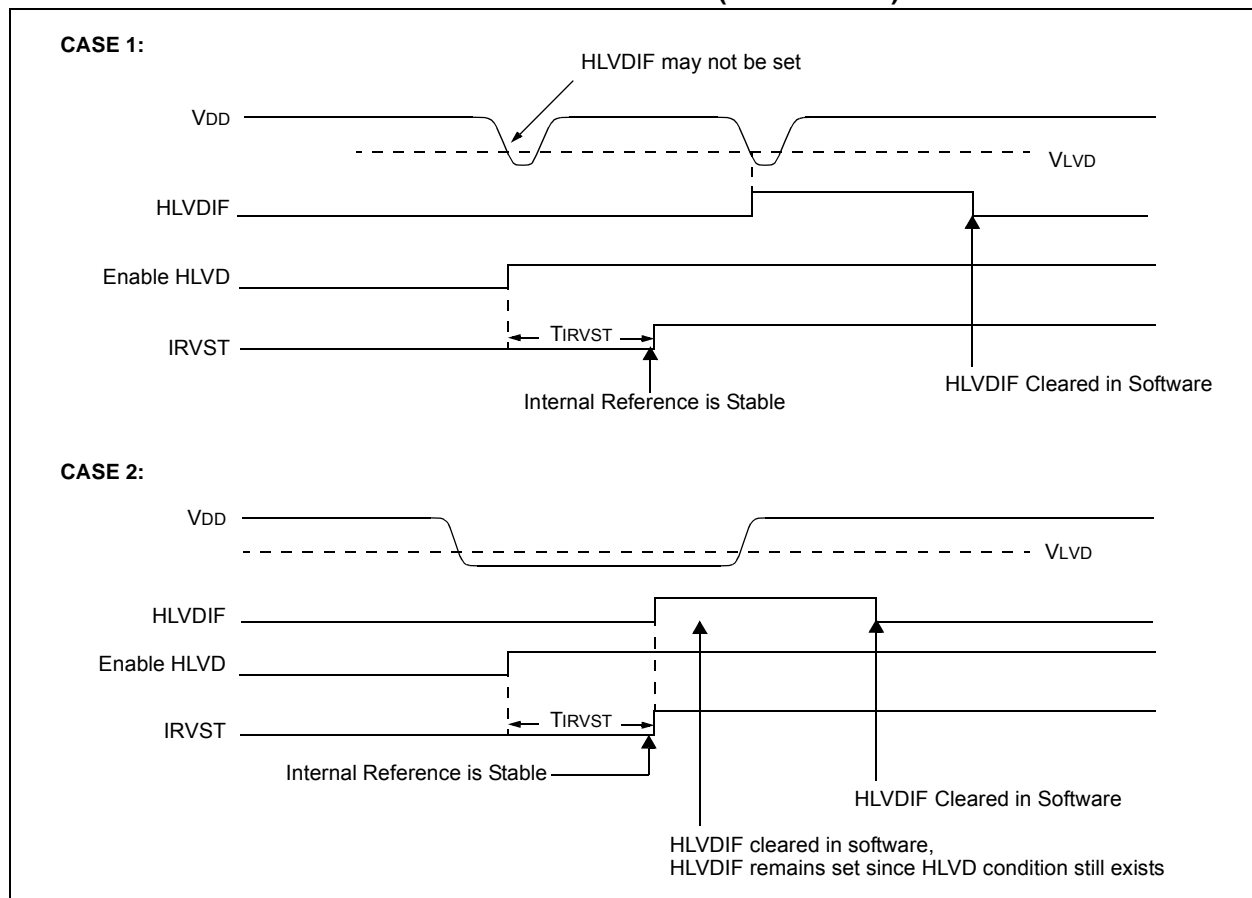 CASE 1:
HLVDIF may not be set
VDD
VLVD
HLVDIF
Enable HLVD
TIRVST
IRVST
HLVDIF Cleared in Software
Internal Reference is Stable
CASE 2:
VDD
VLVD
HLVDIF
Enable HLVD
TIRVST
IRVST
Internal Reference is Stable
HLVDIF Cleared in Software
HLVDIF cleared in software,
HLVDIF remains set since HLVD condition still exists